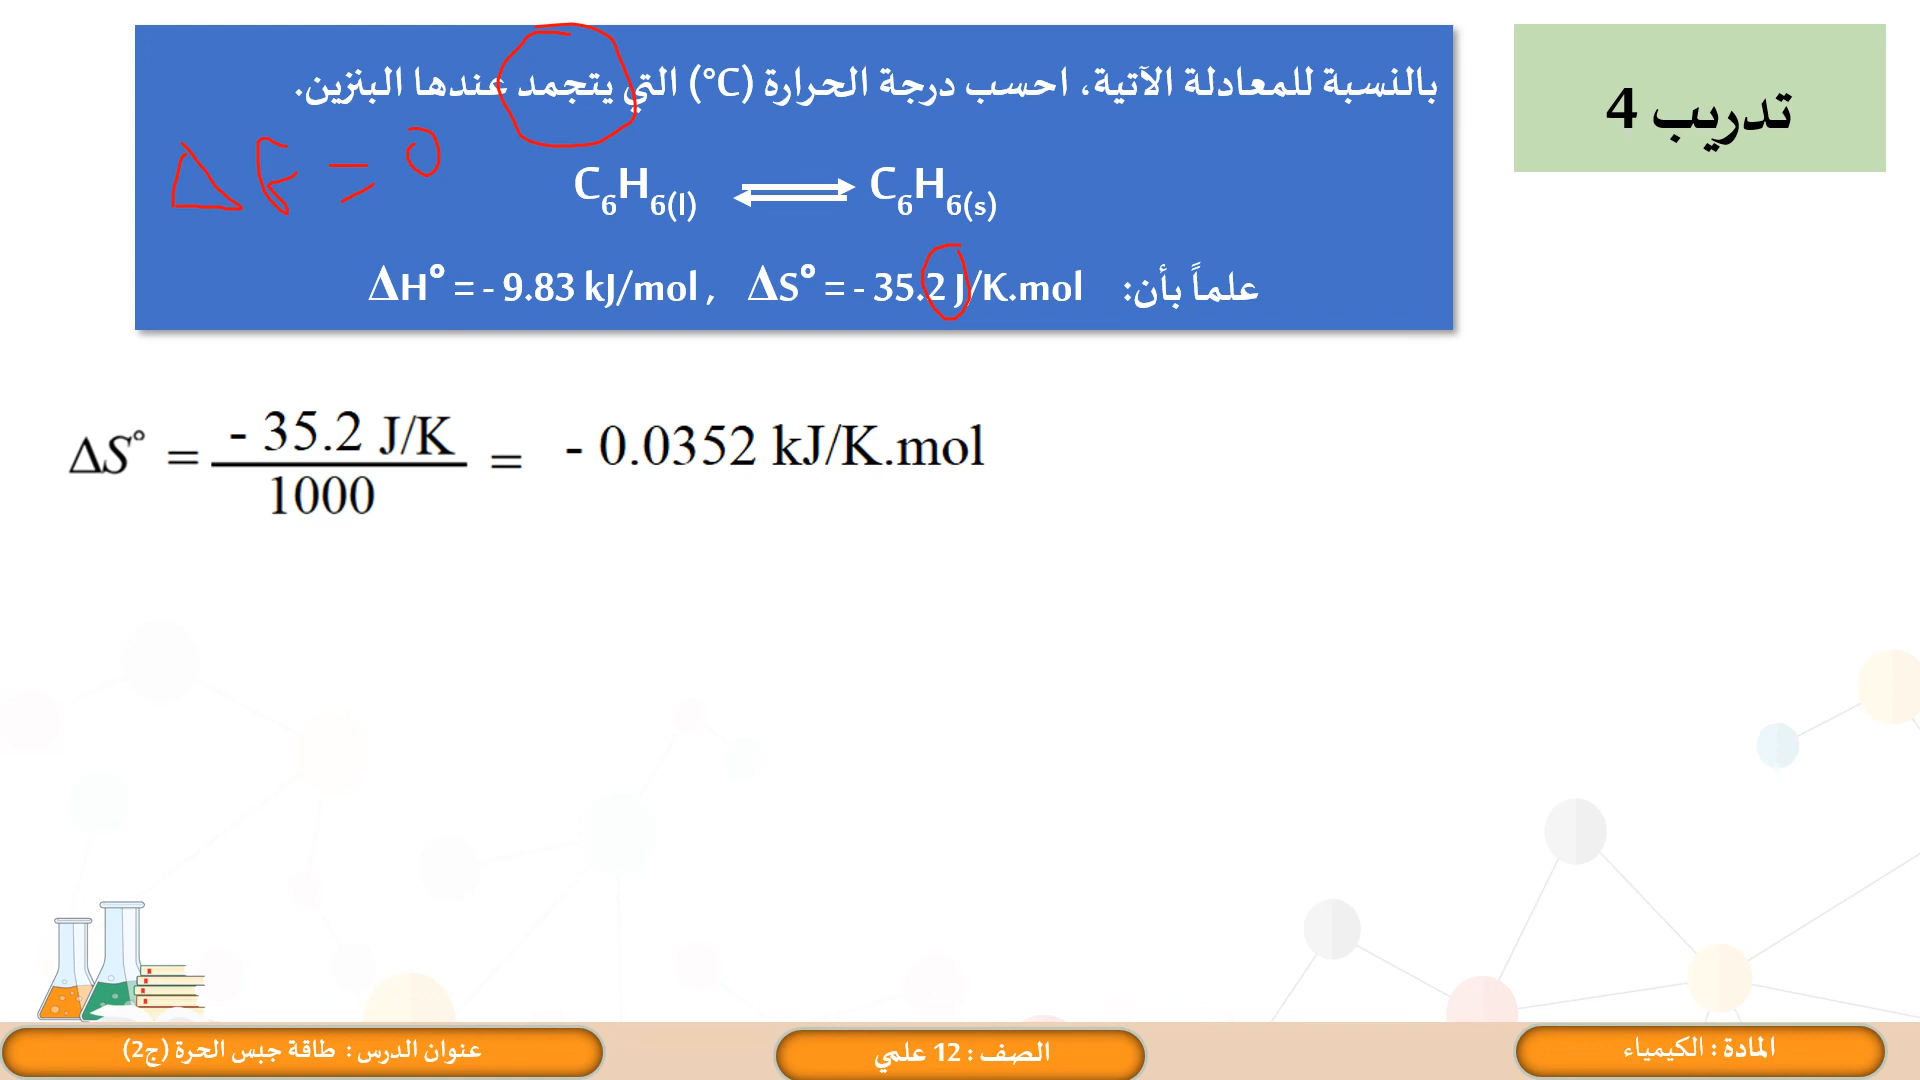 تدريب 4
بالنسبة للمعادلة الآتية، احسب درجة الحرارة (°C) التي يتجمد عندها البنزين.
C6H6(l) ⇌ C6H6(s)
علماً بأن: ΔH° = - 9.83 kJ/mol , ΔS° = - 35.2 J/K.mol
ΔS° = - 35.2 J/K / 1000 = - 0.0352 kJ/K.mol
المادة : الكيمياء
الصف : 12 علمي
عنوان الدرس : طاقة جبس الحرة (ج2)